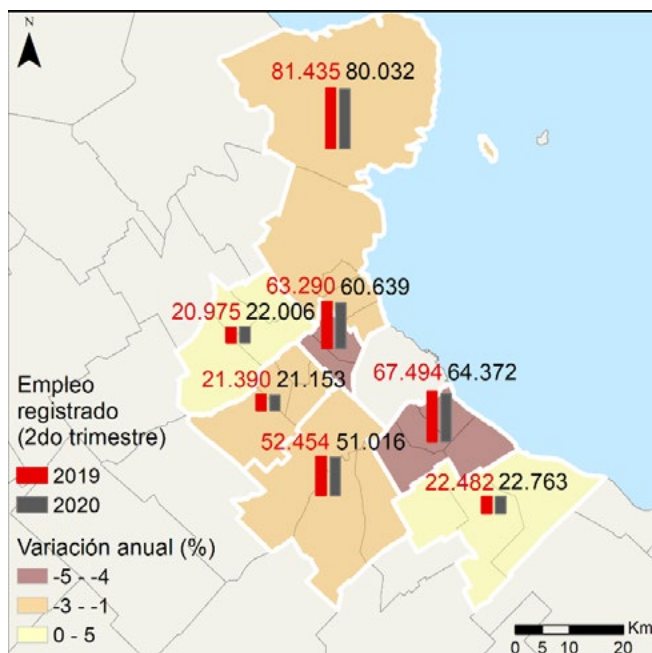 N
81.435 80.032
63.290 60.639
20.975 22.006
21.390 21.153
67.494 64.372
52.454 51.016
22.482 22.763
Empleo
registrado
(2do trimestre)
2019
2020
Variación anual (%)
-5 - -4
-3 - -1
0 - 5
Km
0 5 10 20